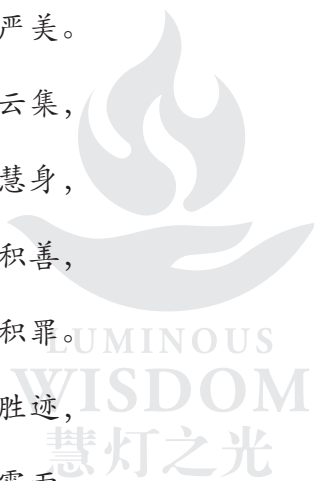 严美。
云集，
慧身，
积善，
积罪。
LUMINOUS
WISDOM
胜迹，
慧灯之光